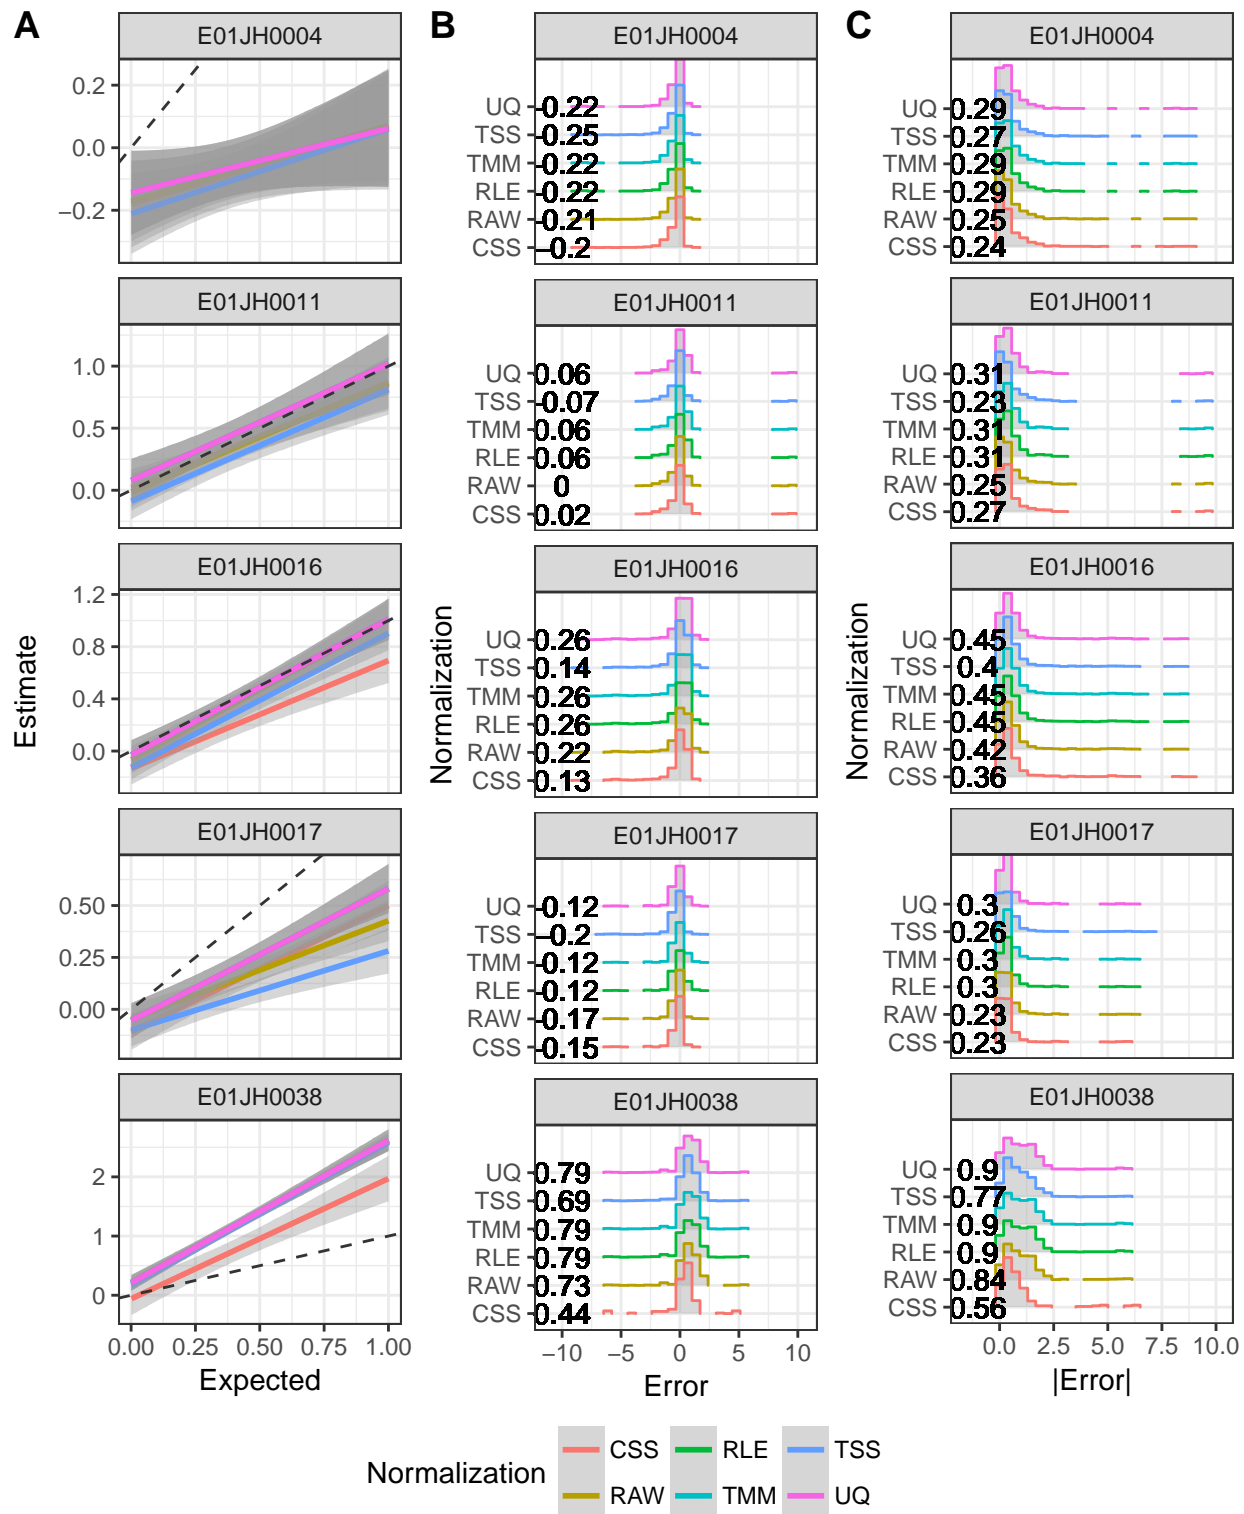 A
E01JH0004
0.2
0.0
−0.2
E01JH0011
1.0
0.5
0.0
E01JH0016
1.2
0.8
0.4
0.0
E01JH0017
0.50
0.25
0.00
E01JH0038
2
1
0
0.00 0.25 0.50 0.75 1.00
Expected
Estimate
B
E01JH0004
UQ -0.22
TSS -0.25
TMM -0.22
RLE -0.22
RAW -0.21
CSS -0.2
E01JH0011
UQ 0.06
TSS -0.07
TMM 0.06
RLE 0.06
RAW 0
CSS 0.02
E01JH0016
UQ 0.26
TSS 0.14
TMM 0.26
RLE 0.26
RAW 0.22
CSS 0.13
E01JH0017
UQ -0.12
TSS -0.2
TMM -0.12
RLE -0.12
RAW -0.17
CSS -0.15
E01JH0038
UQ 0.79
TSS 0.69
TMM 0.79
RLE 0.79
RAW 0.73
CSS 0.44
−10 −5 0 5 10
Error
Normalization
C
E01JH0004
UQ 0.29
TSS 0.27
TMM 0.29
RLE 0.29
RAW 0.25
CSS 0.24
E01JH0011
UQ 0.31
TSS 0.23
TMM 0.31
RLE 0.31
RAW 0.25
CSS 0.27
E01JH0016
UQ 0.45
TSS 0.4
TMM 0.45
RLE 0.45
RAW 0.42
CSS 0.36
E01JH0017
UQ 0.3
TSS 0.26
TMM 0.3
RLE 0.3
RAW 0.23
CSS 0.23
E01JH0038
UQ 0.9
TSS 0.77
TMM 0.9
RLE 0.9
RAW 0.84
CSS 0.56
0.0 2.5 5.0 7.5 10.0
|Error|
Normalization
Normalization
CSS RLE TSS
RAW TMM UQ